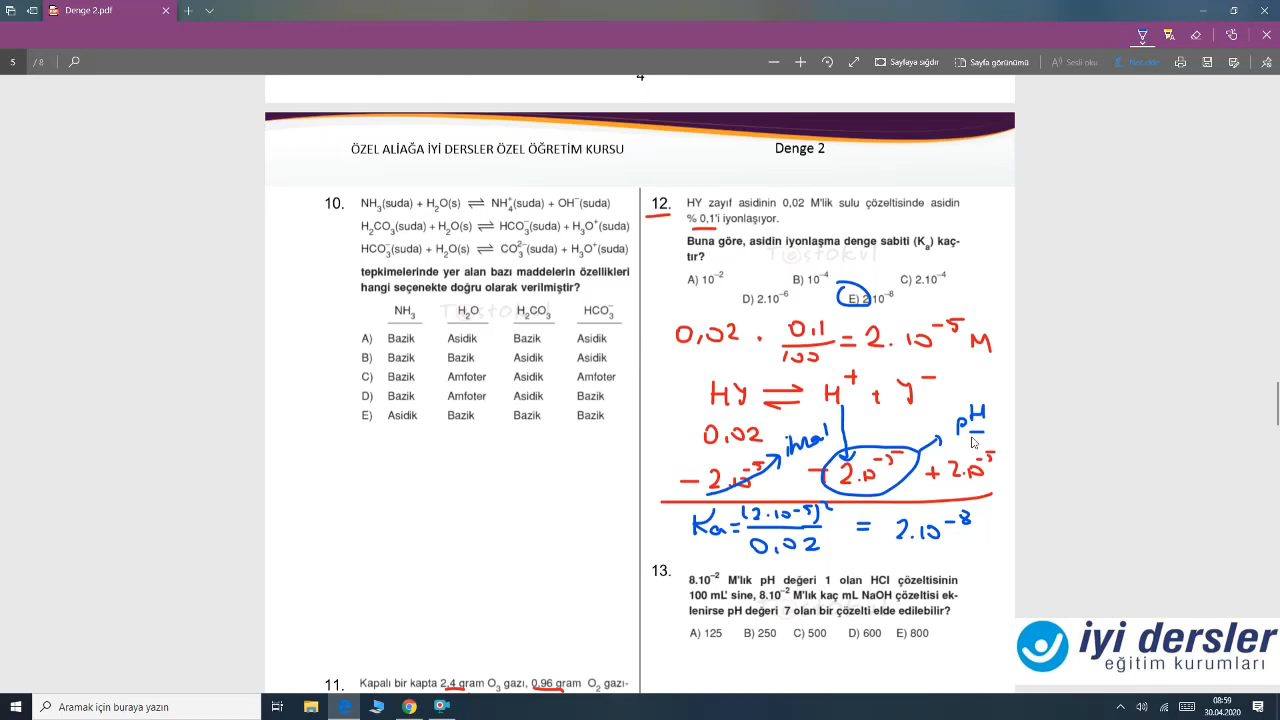 Denge 2.pdf
5 /8
Sayfaya sığdır
Sayfa görünümü
Sesli oku
Not ekle
4
ÖZEL ALİAĞA İYİ DERSLER ÖZEL ÖĞRETİM KURSU
Denge 2
10.
NH₃(suda) + H₂O(s) ⇌ NH₄⁺(suda) + OH⁻(suda)
H₂CO₃(suda) + H₂O(s) ⇌ HCO₃⁻(suda) + H₃O⁺(suda)
HCO₃⁻(suda) + H₂O(s) ⇌ CO₃²⁻(suda) + H₃O⁺(suda)
tepkimelerinde yer alan bazı maddelerin özellikleri
hangi seçenekte doğru olarak verilmiştir?
NH₃ H₂O H₂CO₃ HCO₃⁻
A) Bazik Asidik Bazik Asidik
B) Bazik Bazik Asidik Asidik
C) Bazik Amfoter Asidik Amfoter
D) Bazik Amfoter Asidik Bazik
E) Asidik Bazik Bazik Bazik
11. Kapalı bir kapta 2,4 gram O₃ gazı, 0,96 gram O₂ gazı-
12. HY zayıf asidinin 0,02 M'lik sulu çözeltisinde asidin
% 0,1'i iyonlaşıyor.
Buna göre, asidin iyonlaşma denge sabiti (Kₐ) kaç-
tır?
Testokul
A) 10⁻² B) 10⁻⁴ C) 2.10⁻⁴
D) 2.10⁻⁶ E) 2.10⁻⁸
0,02 . 0,1/100 = 2.10⁻⁵ M
HY ⇌ H⁺ + Y⁻
0,02 ihmal pH
- 2.10⁻⁵ + 2.10⁻⁵ + 2.10⁻⁵
Ka = (2.10⁻⁵)²/0,02 = 2.10⁻⁸
13.
8.10⁻² M'lık pH değeri 1 olan HCl çözeltisinin
100 mL' sine, 8.10⁻² M'lık kaç mL NaOH çözeltisi ek-
lenirse pH değeri 7 olan bir çözelti elde edilebilir?
A) 125 B) 250 C) 500 D) 600 E) 800
iyi dersler
eğitim kurumları
Aramak için buraya yazın
08:59
30.04.2020